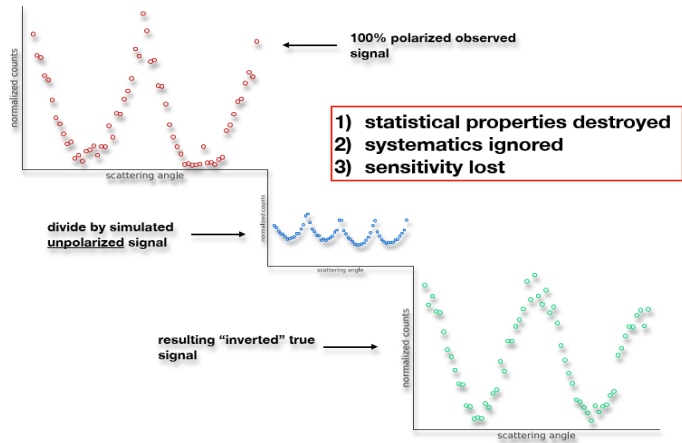 100% polarized observed
signal
normalized counts
scattering angle
1) statistical properties destroyed
2) systematics ignored
3) sensitivity lost
divide by simulated
unpolarized signal
normalized counts
scattering angle
resulting “inverted” true
signal
normalized counts
scattering angle